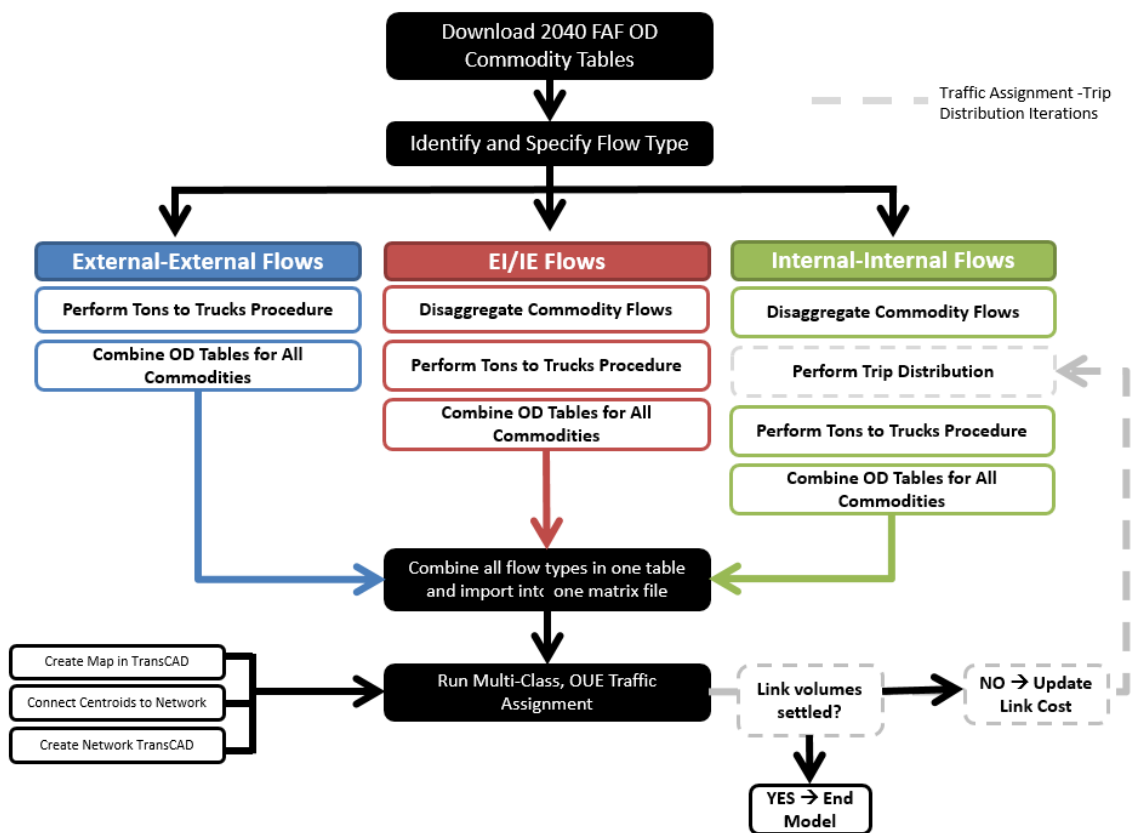 Download 2040 FAF OD
Commodity Tables
Traffic Assignment -Trip
Distribution Iterations
Identify and Specify Flow Type
External-External Flows
Perform Tons to Trucks Procedure
Combine OD Tables for All
Commodities
EI/IE Flows
Disaggregate Commodity Flows
Perform Tons to Trucks Procedure
Combine OD Tables for All
Commodities
Internal-Internal Flows
Disaggregate Commodity Flows
Perform Trip Distribution
Perform Tons to Trucks Procedure
Combine OD Tables for All
Commodities
Combine all flow types in one table
and import into one matrix file
Create Map in TransCAD
Connect Centroids to Network
Create Network TransCAD
Run Multi-Class, OUE Traffic
Assignment
Link volumes
settled?
NO → Update
Link Cost
YES → End
Model